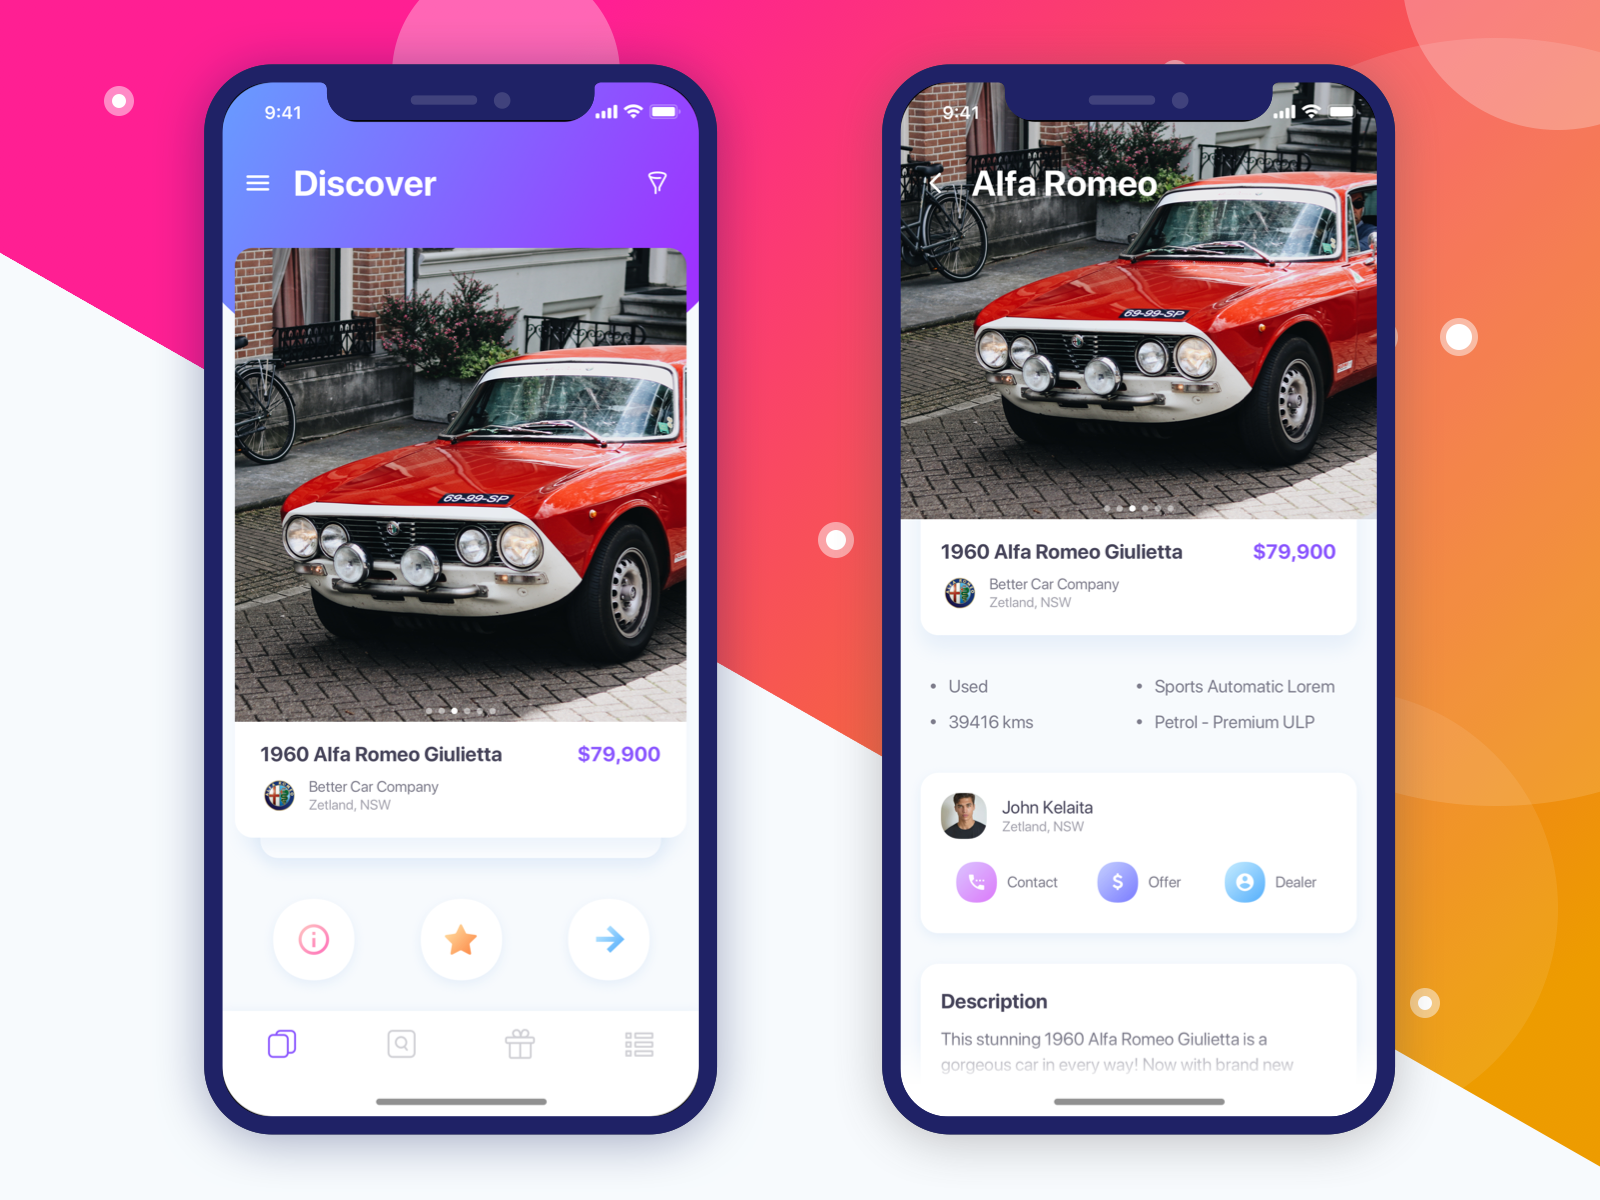 9:41
Discover
69-99-SP
1960 Alfa Romeo Giulietta
$79,900
Better Car Company
Zetland, NSW
9:41
Alfa Romeo
69-99-SP
1960 Alfa Romeo Giulietta
$79,900
Better Car Company
Zetland, NSW
• Used
• Sports Automatic Lorem
• 39416 kms
• Petrol - Premium ULP
John Kelaita
Zetland, NSW
Contact
Offer
Dealer
Description
This stunning 1960 Alfa Romeo Giulietta is a
gorgeous car in every way! Now with brand new